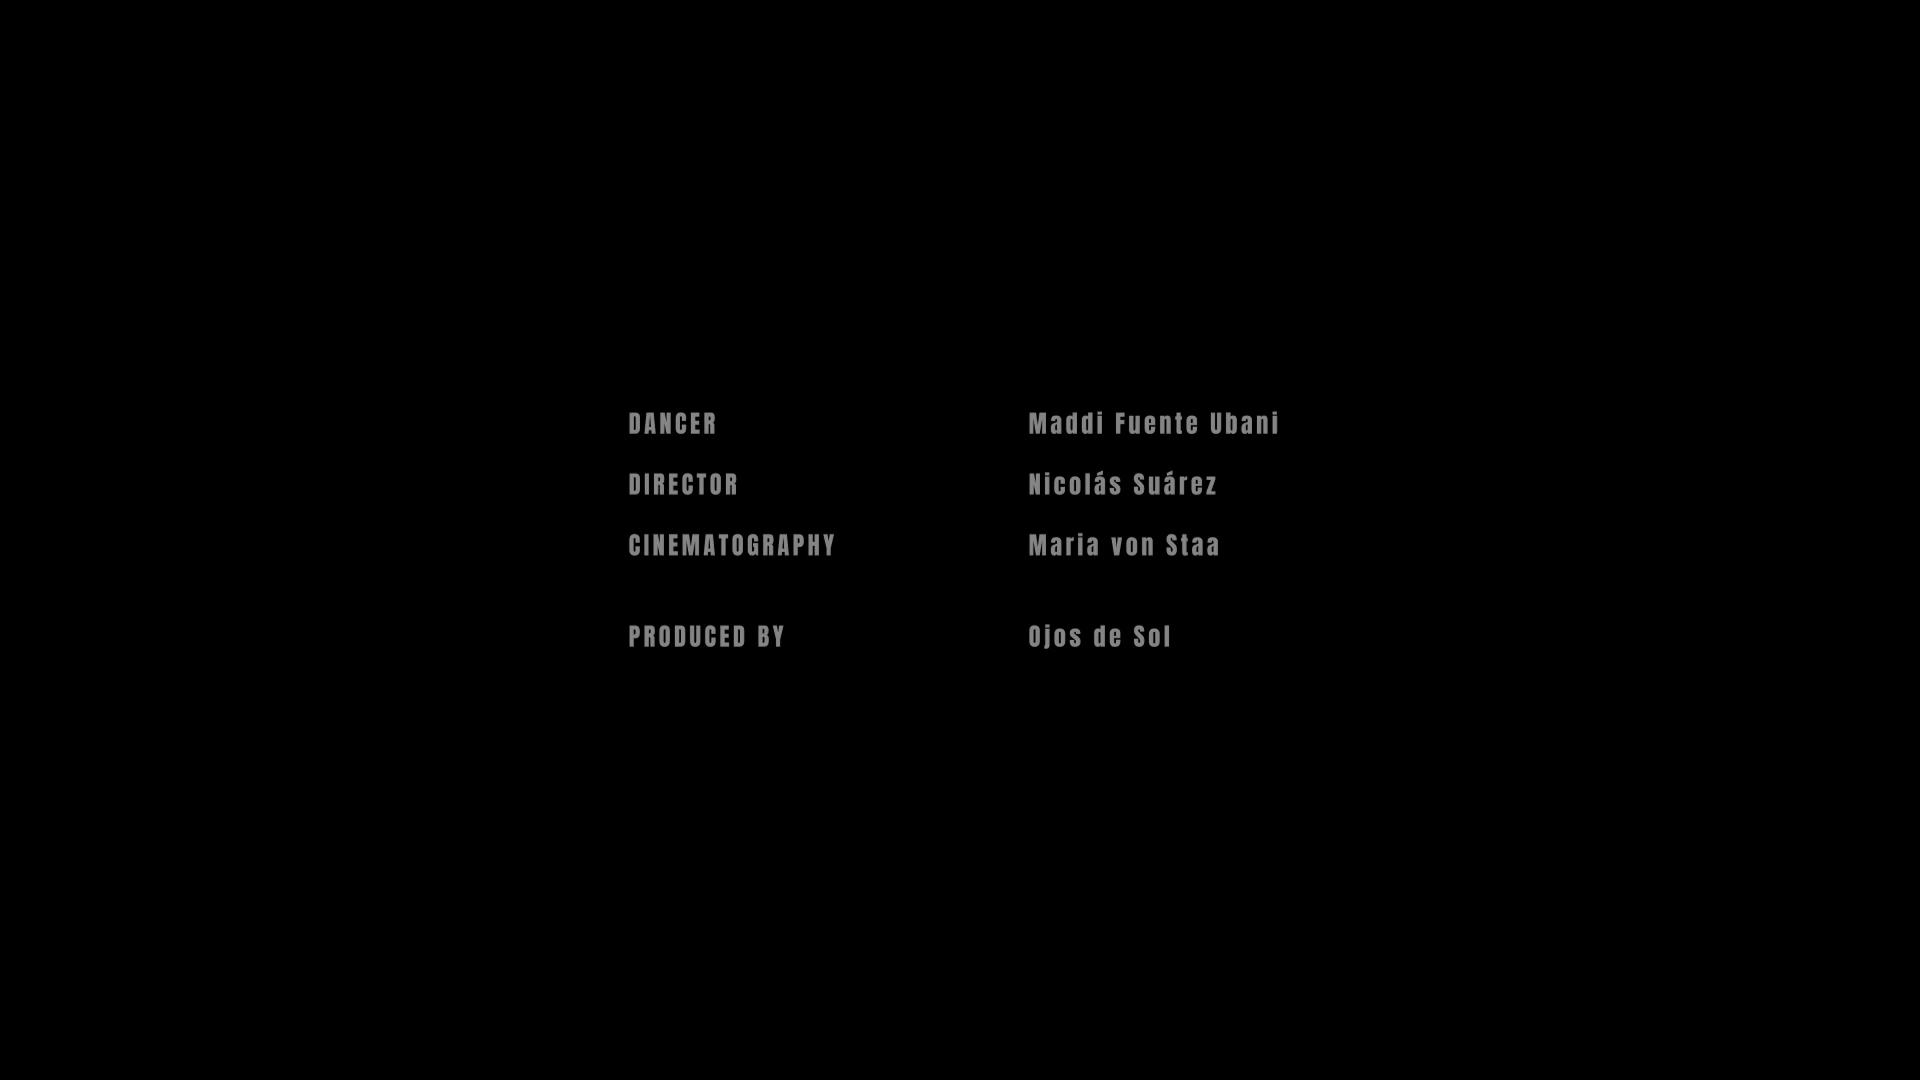 DANCER Maddi Fuente Ubani
DIRECTOR Nicolás Suárez
CINEMATOGRAPHY Maria von Staa
PRODUCED BY Ojos de Sol